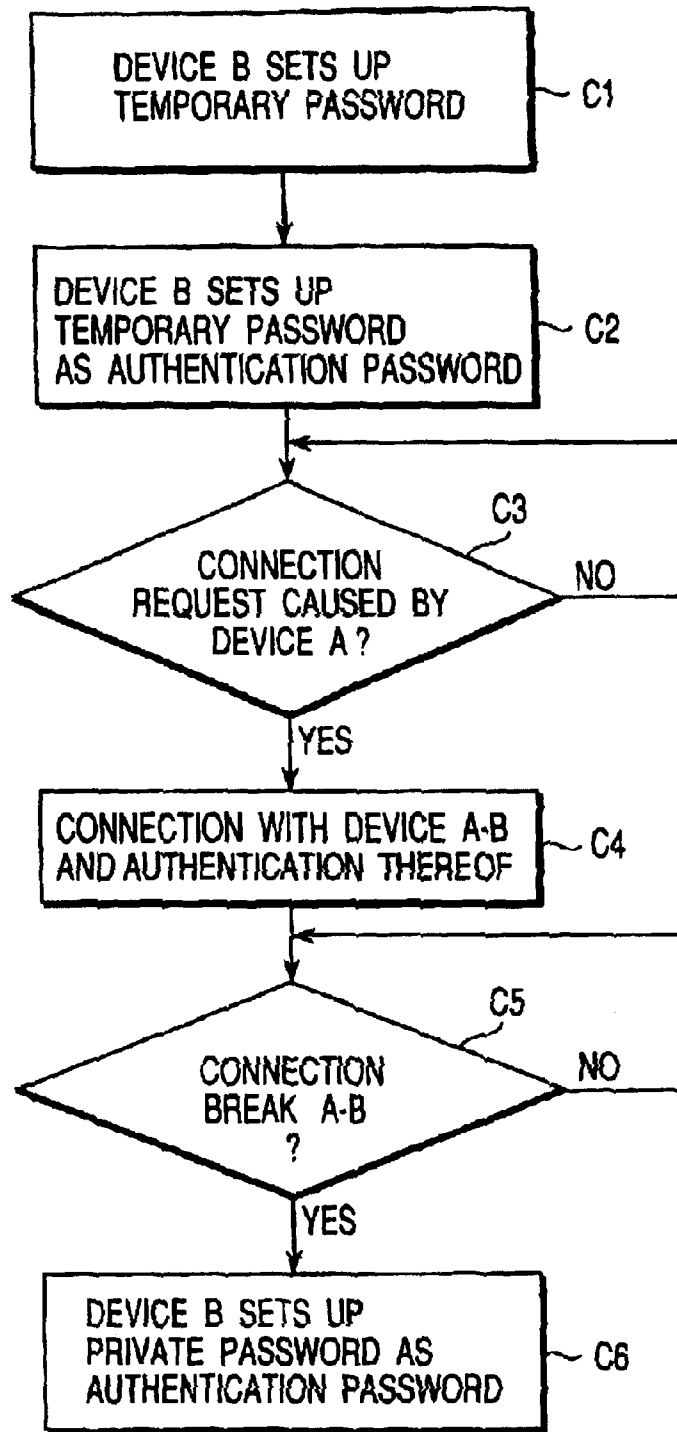 DEVICE B SETS UP
TEMPORARY PASSWORD
C1
DEVICE B SETS UP
TEMPORARY PASSWORD
AS AUTHENTICATION PASSWORD
C2
C3
CONNECTION
REQUEST CAUSED BY
DEVICE A ?
NO
YES
CONNECTION WITH DEVICE A-B
AND AUTHENTICATION THEREOF
C4
C5
CONNECTION
BREAK A-B
?
NO
YES
DEVICE B SETS UP
PRIVATE PASSWORD AS
AUTHENTICATION PASSWORD
C6